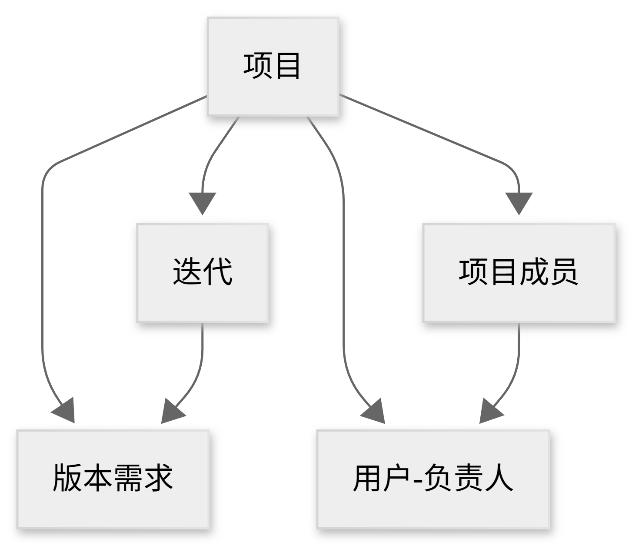 项目
迭代
项目成员
版本需求
用户-负责人